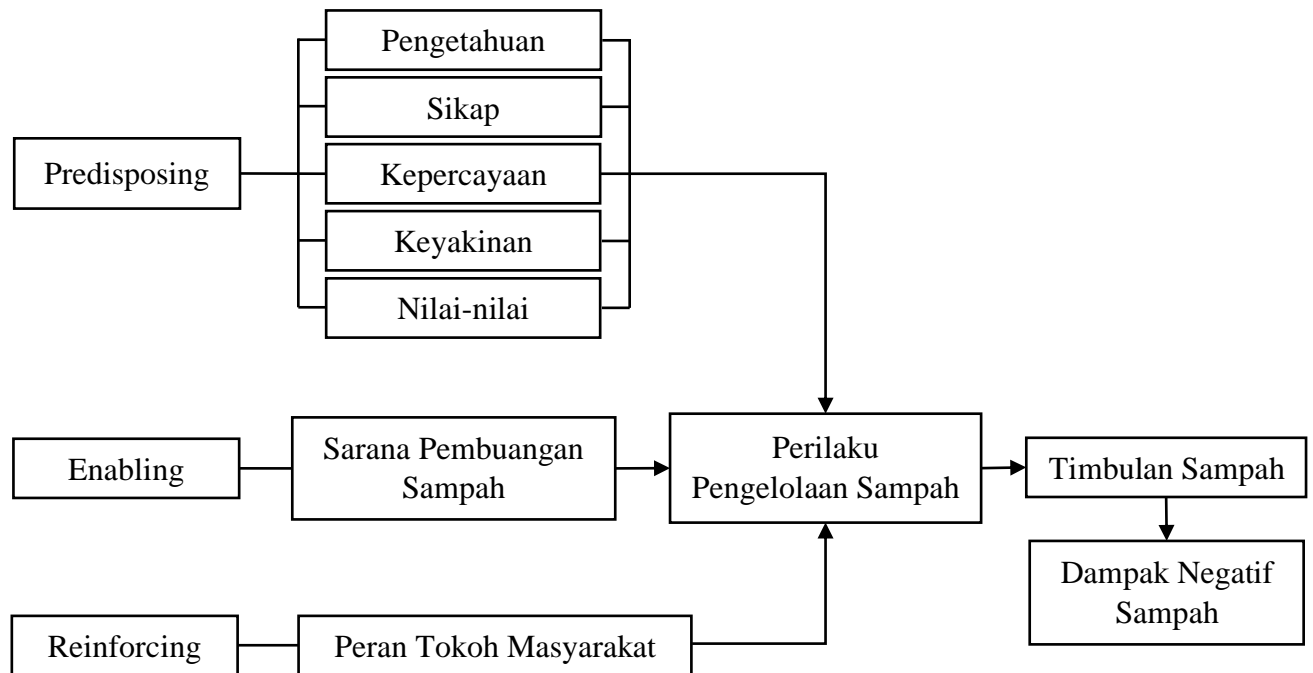 Pengetahuan
Sikap
Predisposing
Kepercayaan
Keyakinan
Nilai-nilai
Enabling
Sarana Pembuangan
Sampah
Perilaku
Pengelolaan Sampah
Timbulan Sampah
Dampak Negatif
Sampah
Reinforcing
Peran Tokoh Masyarakat